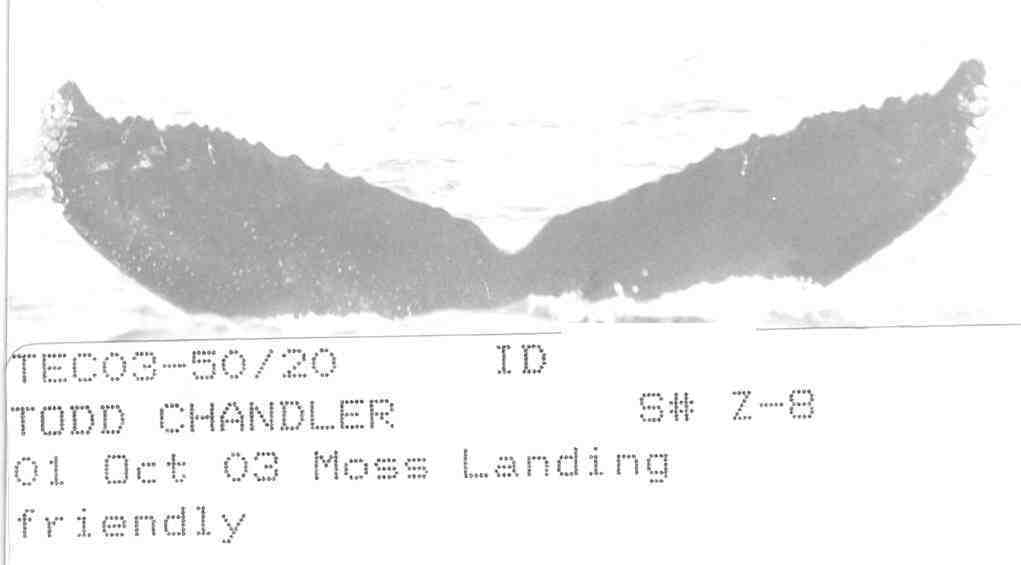 TEC03-50/20 ID
TODD CHANDLER S# Z-8
01 Oct 03 Moss Landing
friendly